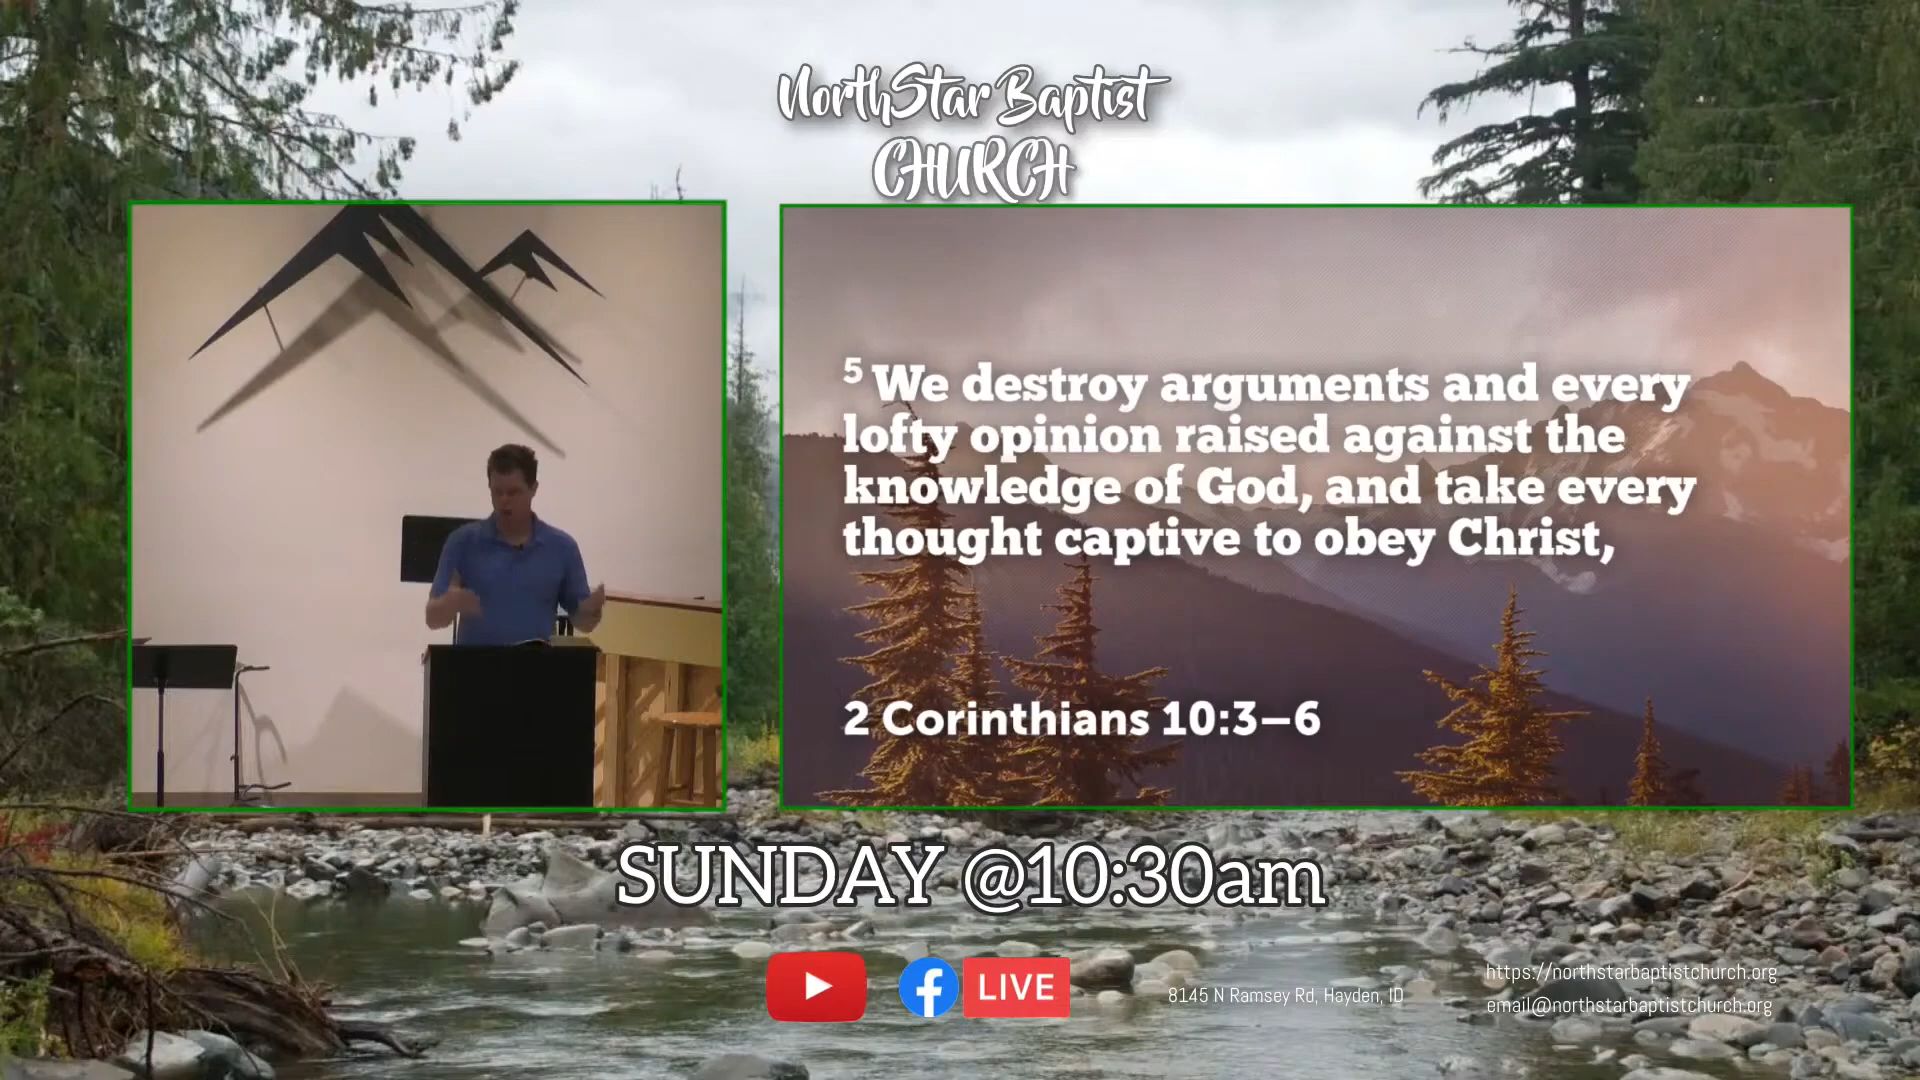 NorthStar Baptist
CHURCH
5 We destroy arguments and every
lofty opinion raised against the
knowledge of God, and take every
thought captive to obey Christ,
2 Corinthians 10:3–6
SUNDAY @10:30am
LIVE
8145 N Ramsey Rd, Hayden, ID
https://northstarbaptistchurch.org
email@northstarbaptistchurch.org